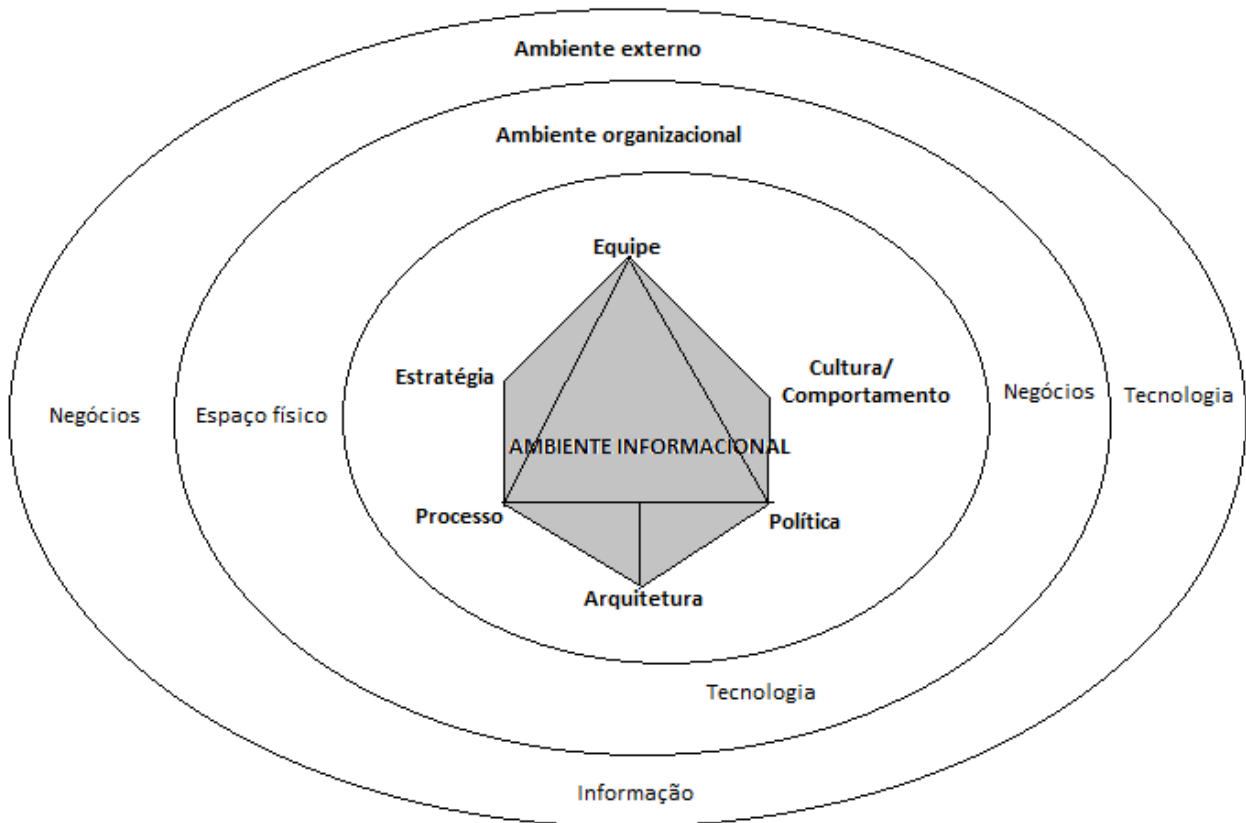 Ambiente externo
Ambiente organizacional
Equipe
Estratégia
Cultura/
Comportamento
Negócios
Espaço físico
Negócios
Tecnologia
AMBIENTE INFORMACIONAL
Processo
Política
Arquitetura
Tecnologia
Informação